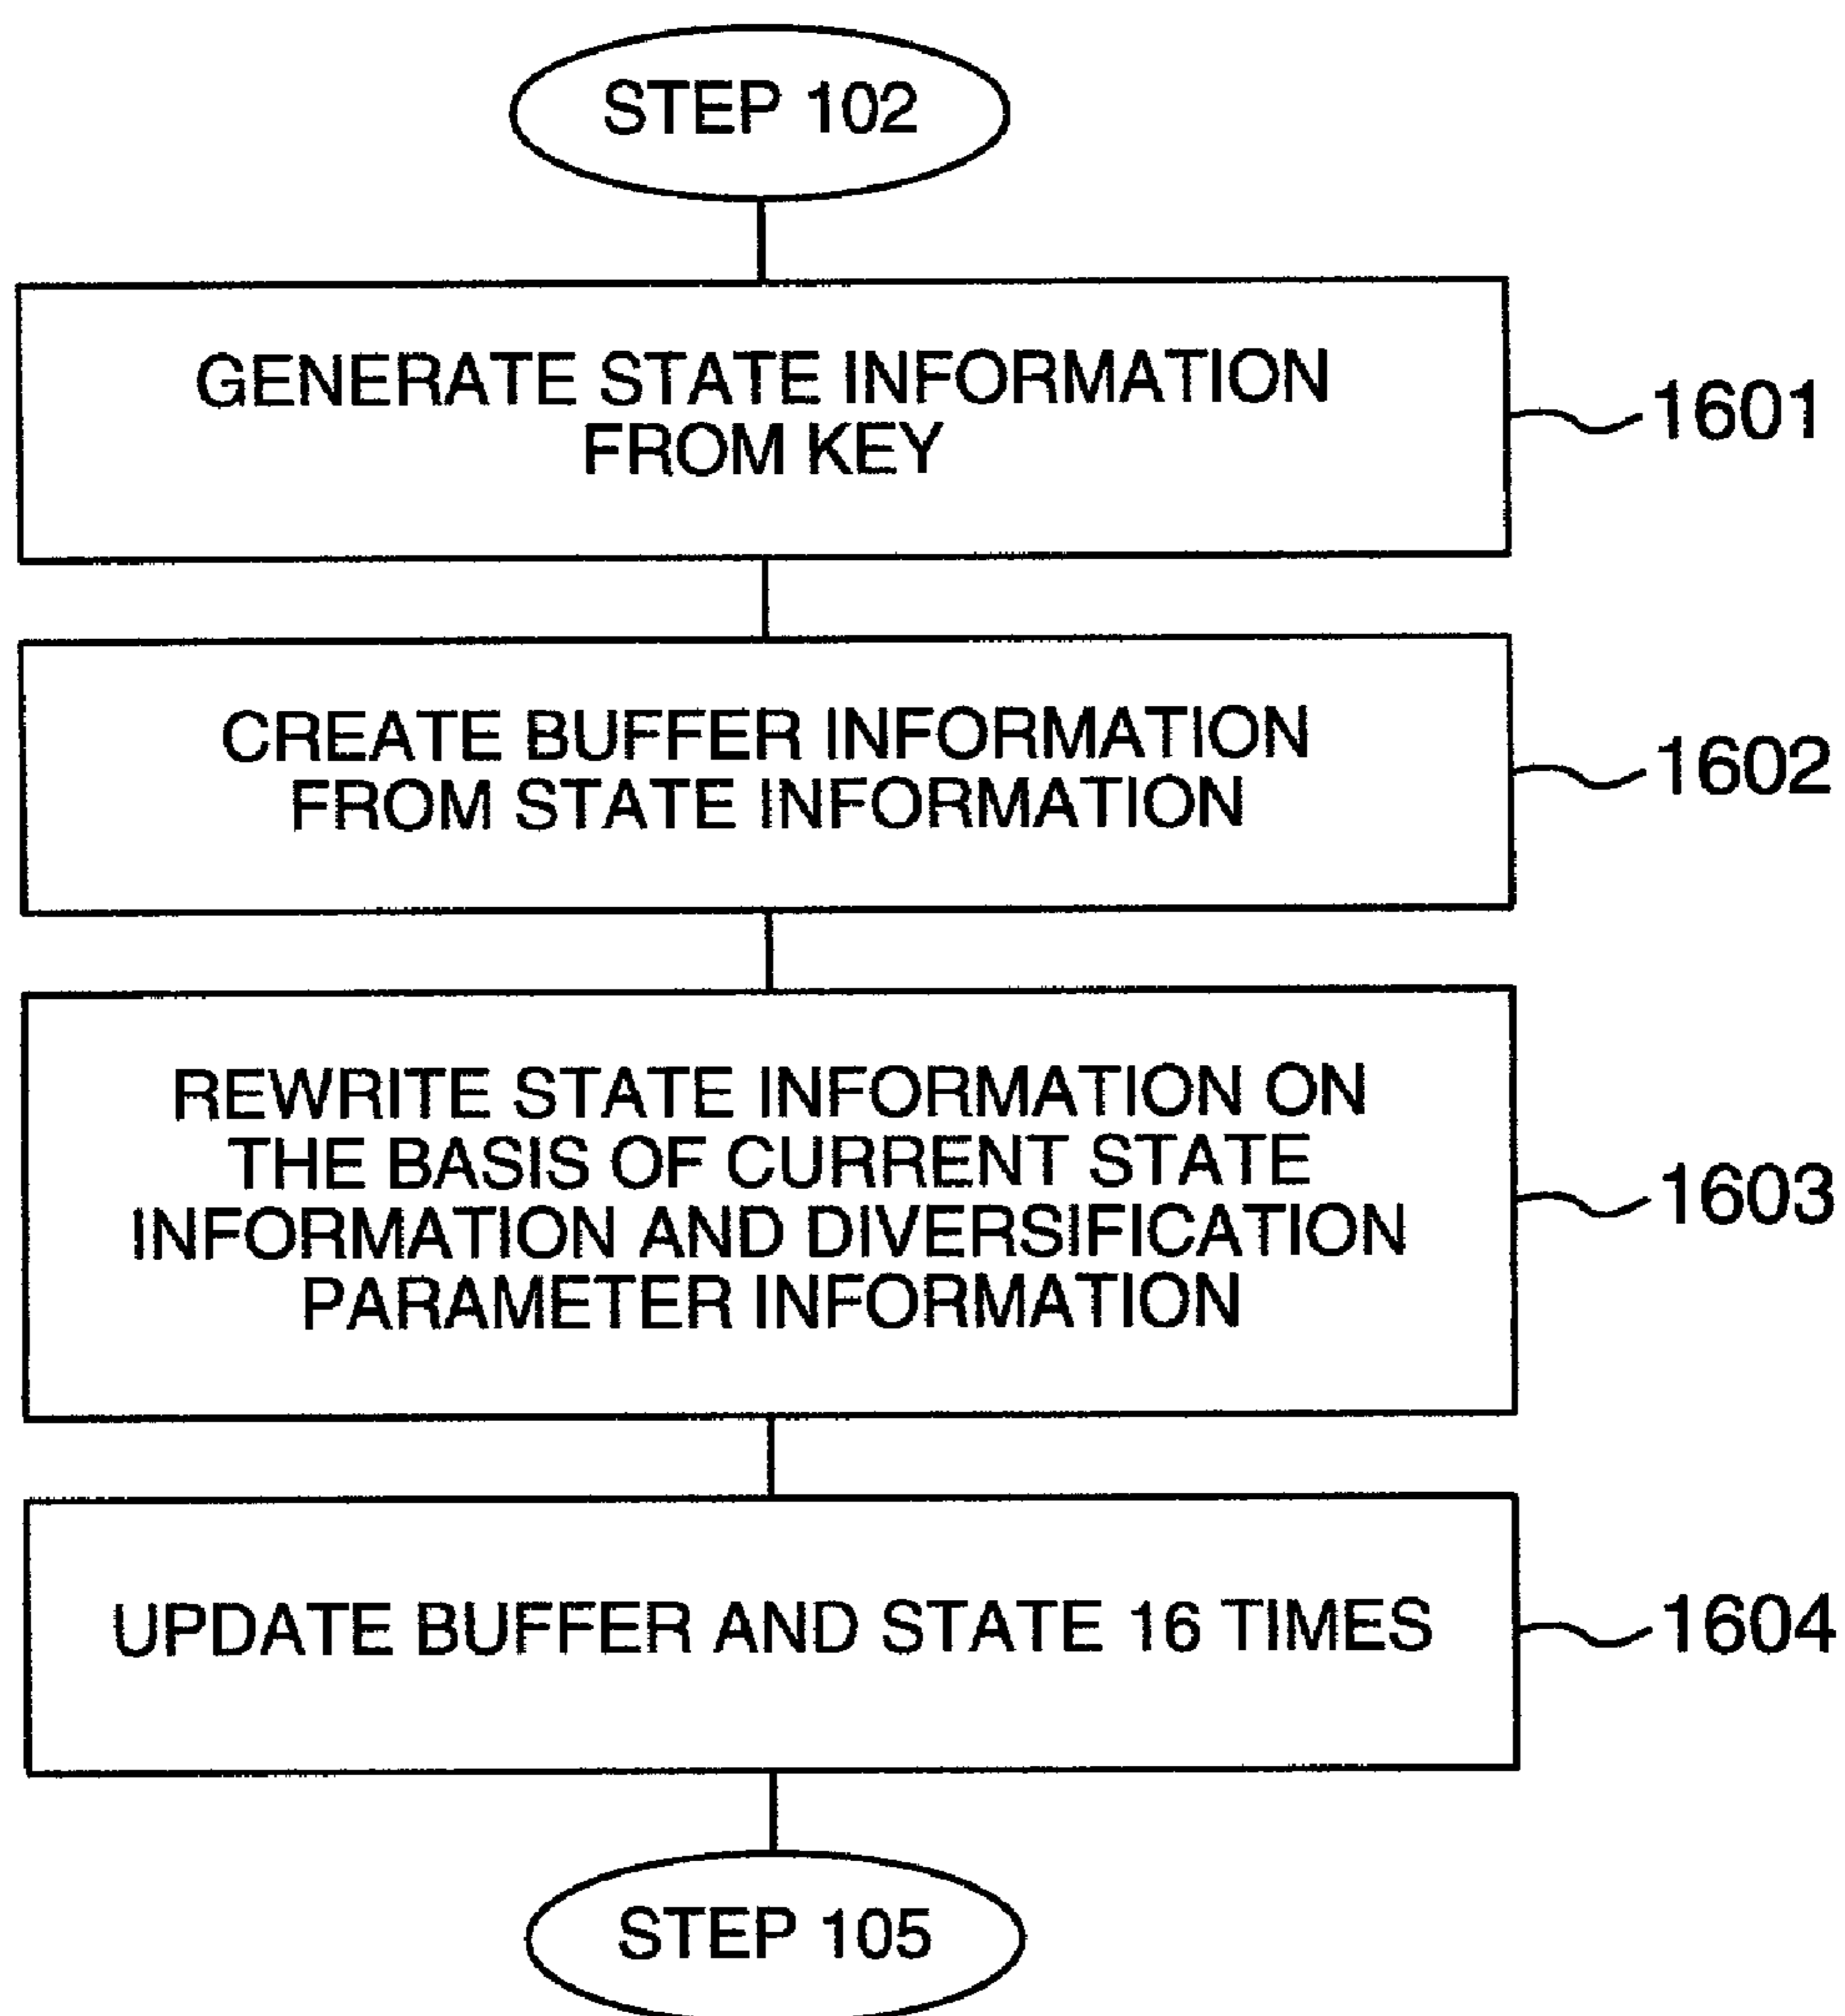 STEP 102
GENERATE STATE INFORMATION
FROM KEY
1601
CREATE BUFFER INFORMATION
FROM STATE INFORMATION
1602
REWRITE STATE INFORMATION ON
THE BASIS OF CURRENT STATE
INFORMATION AND DIVERSIFICATION
PARAMETER INFORMATION
1603
UPDATE BUFFER AND STATE 16 TIMES
1604
STEP 105